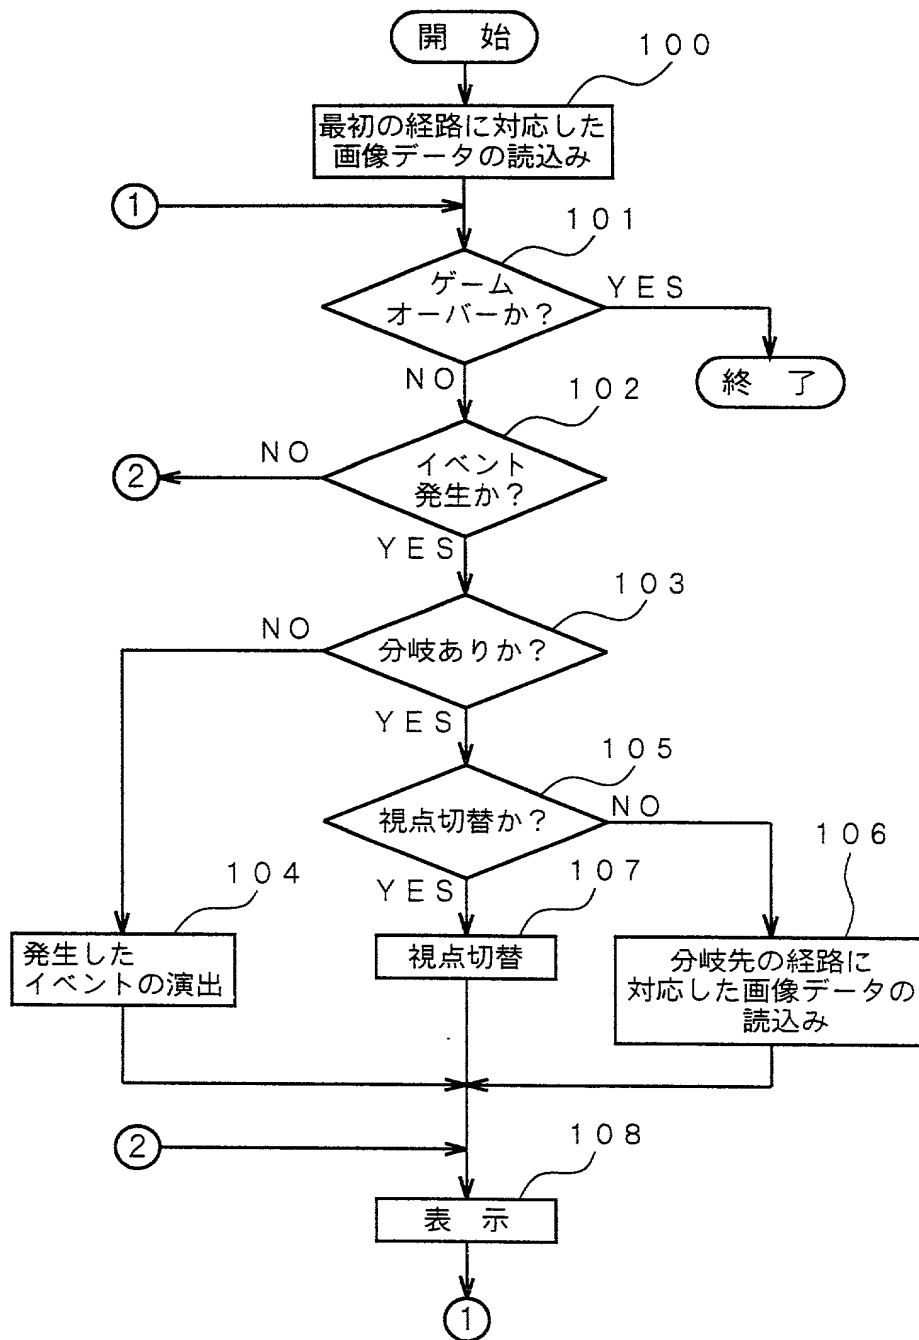 開 始
100
最初の経路に対応した
画像データの読込み
①
101
ゲーム
オーバーか?
YES
終 了
NO
102
イベント
発生か?
NO
②
YES
103
分岐ありか?
NO
YES
105
視点切替か?
NO
106
YES
107
104
発生した
イベントの演出
視点切替
分岐先の経路に
対応した画像データの
読込み
②
108
表 示
①